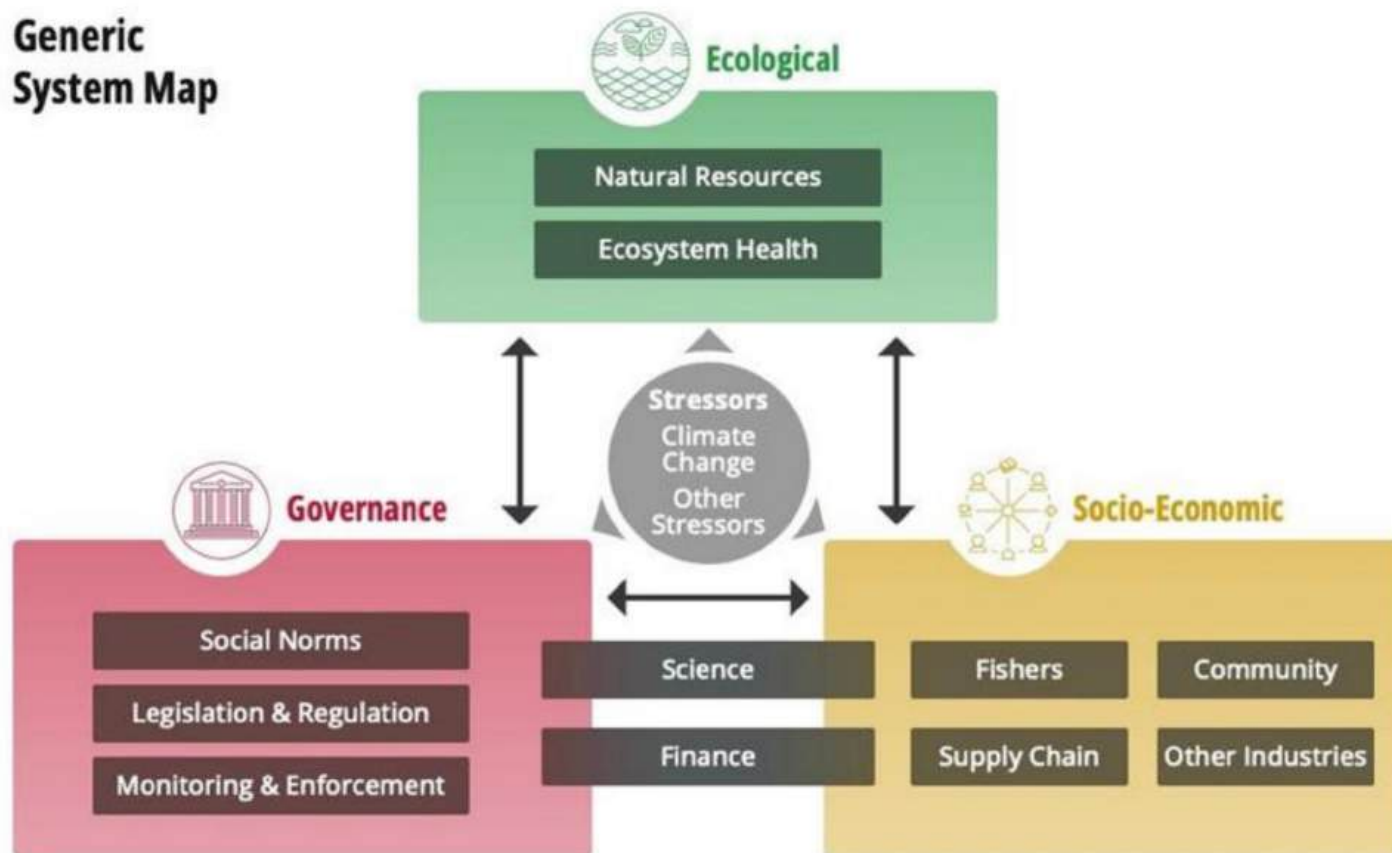 Generic
System Map
Ecological
Natural Resources
Ecosystem Health
Stressors
Climate
Change
Other
Stressors
Governance
Socio-Economic
Social Norms
Legislation & Regulation
Monitoring & Enforcement
Science
Finance
Fishers
Community
Supply Chain
Other Industries